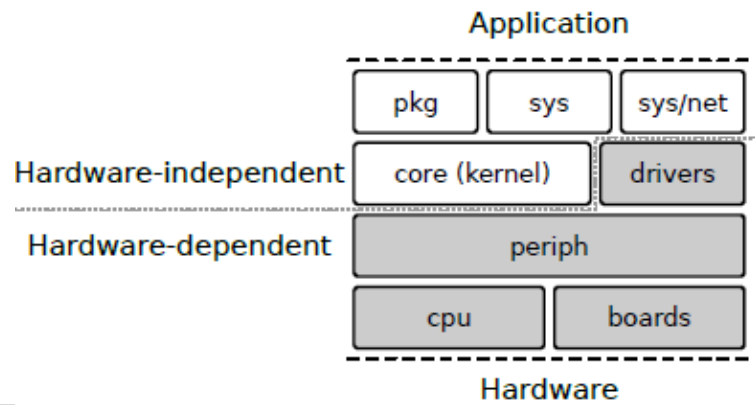 Application
pkg
sys
sys/net
Hardware-independent
core (kernel)
drivers
Hardware-dependent
periph
cpu
boards
Hardware